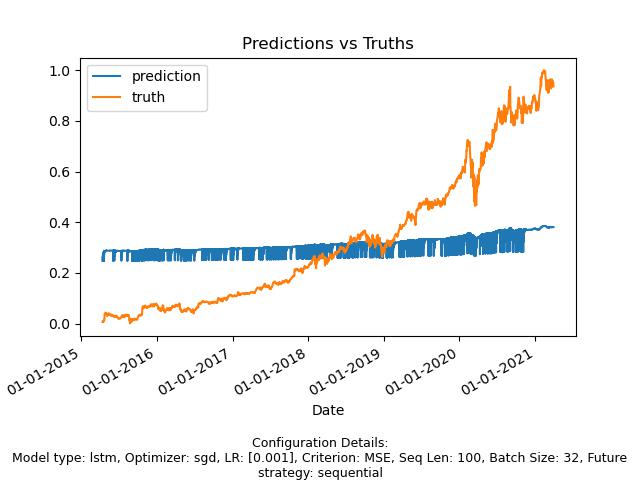 Predictions vs Truths
prediction
truth
1.0
0.8
0.6
0.4
0.2
0.0
01-01-2015
01-01-2016
01-01-2017
01-01-2018
01-01-2019
01-01-2020
01-01-2021
Date
Configuration Details:
Model type: lstm, Optimizer: sgd, LR: [0.001], Criterion: MSE, Seq Len: 100, Batch Size: 32, Future
strategy: sequential